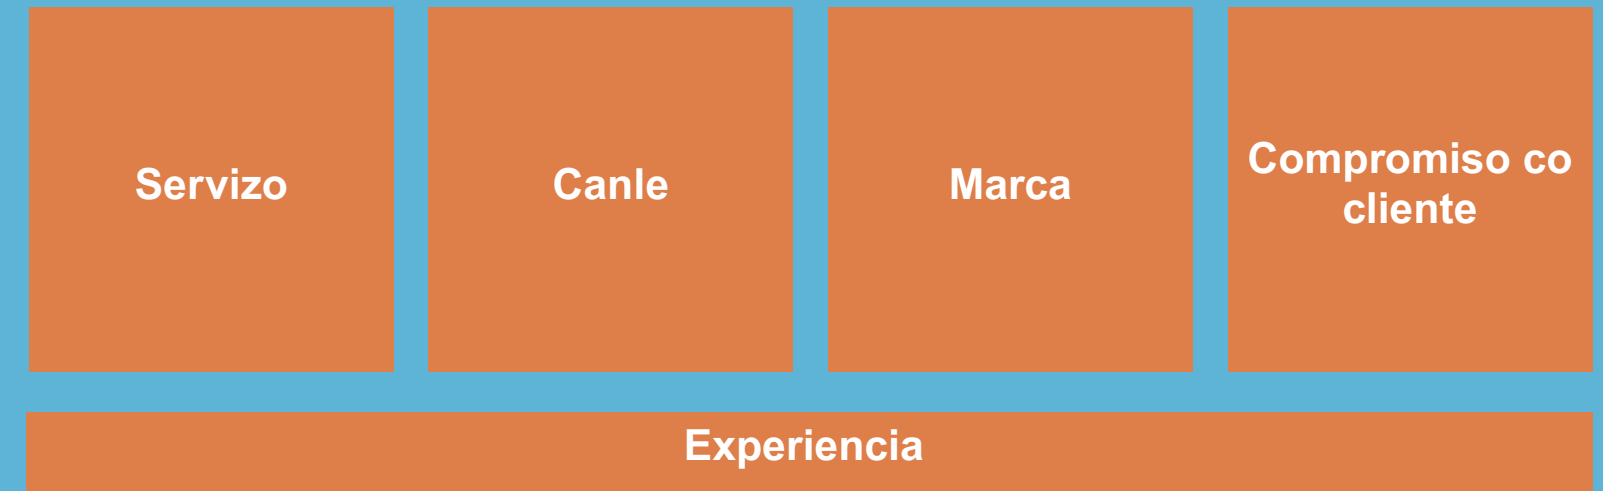 Servizo
Canle
Marca
Compromiso co
cliente
Experiencia